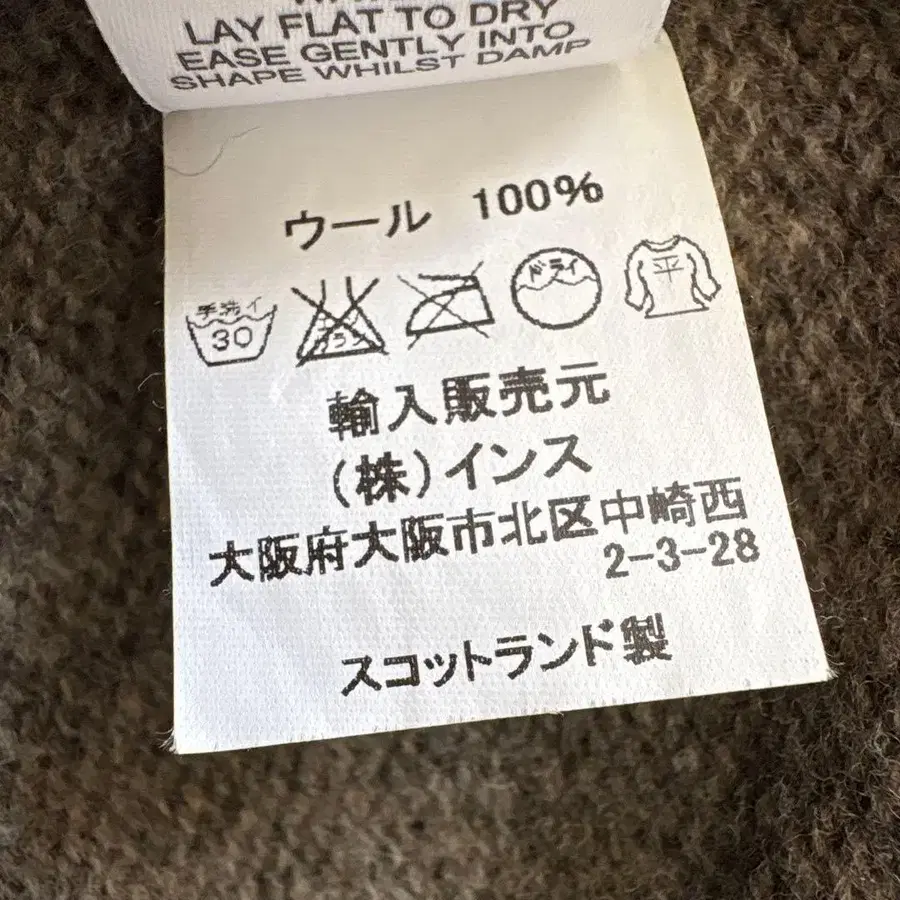 LAY FLAT TO DRY
EASE GENTLY INTO
SHAPE WHILST DAMP
ウール 100%
手洗イ 30 ドライ 平
輸入販売元
(株)インス
大阪府大阪市北区中崎西
2-3-28
スコットランド製